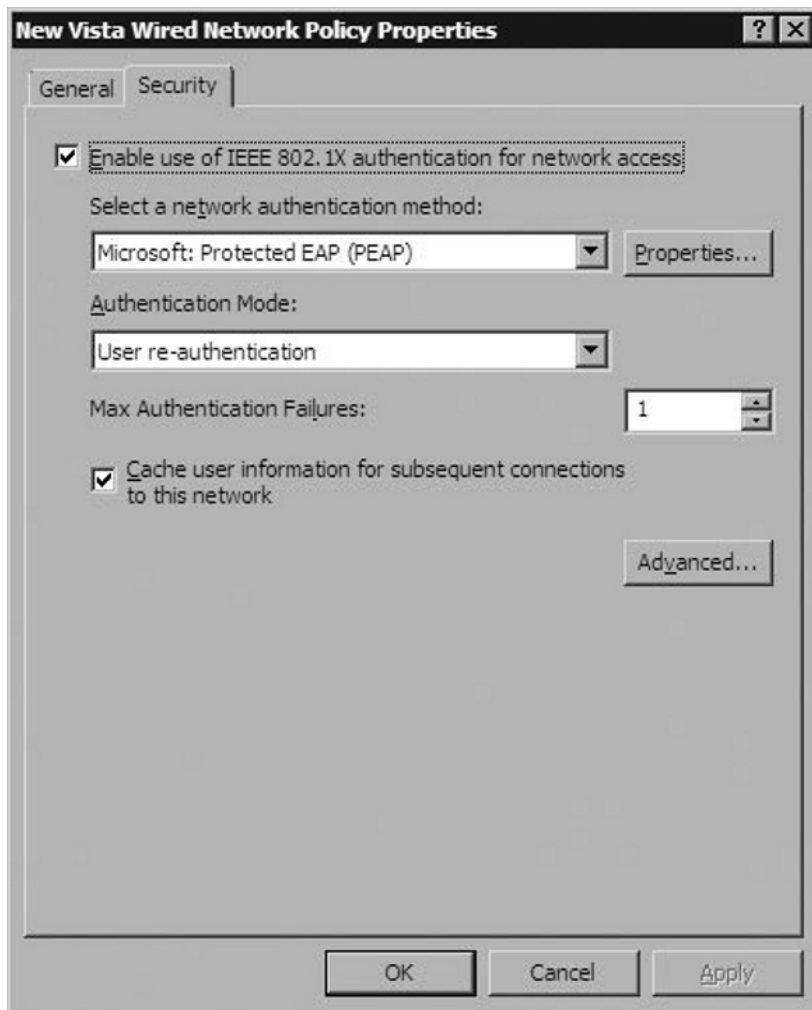 New Vista Wired Network Policy Properties
General Security
Enable use of IEEE 802.1X authentication for network access
Select a network authentication method:
Microsoft: Protected EAP (PEAP) Properties...
Authentication Mode:
User re-authentication
Max Authentication Failures: 1
Cache user information for subsequent connections
to this network
Advanced...
OK Cancel Apply